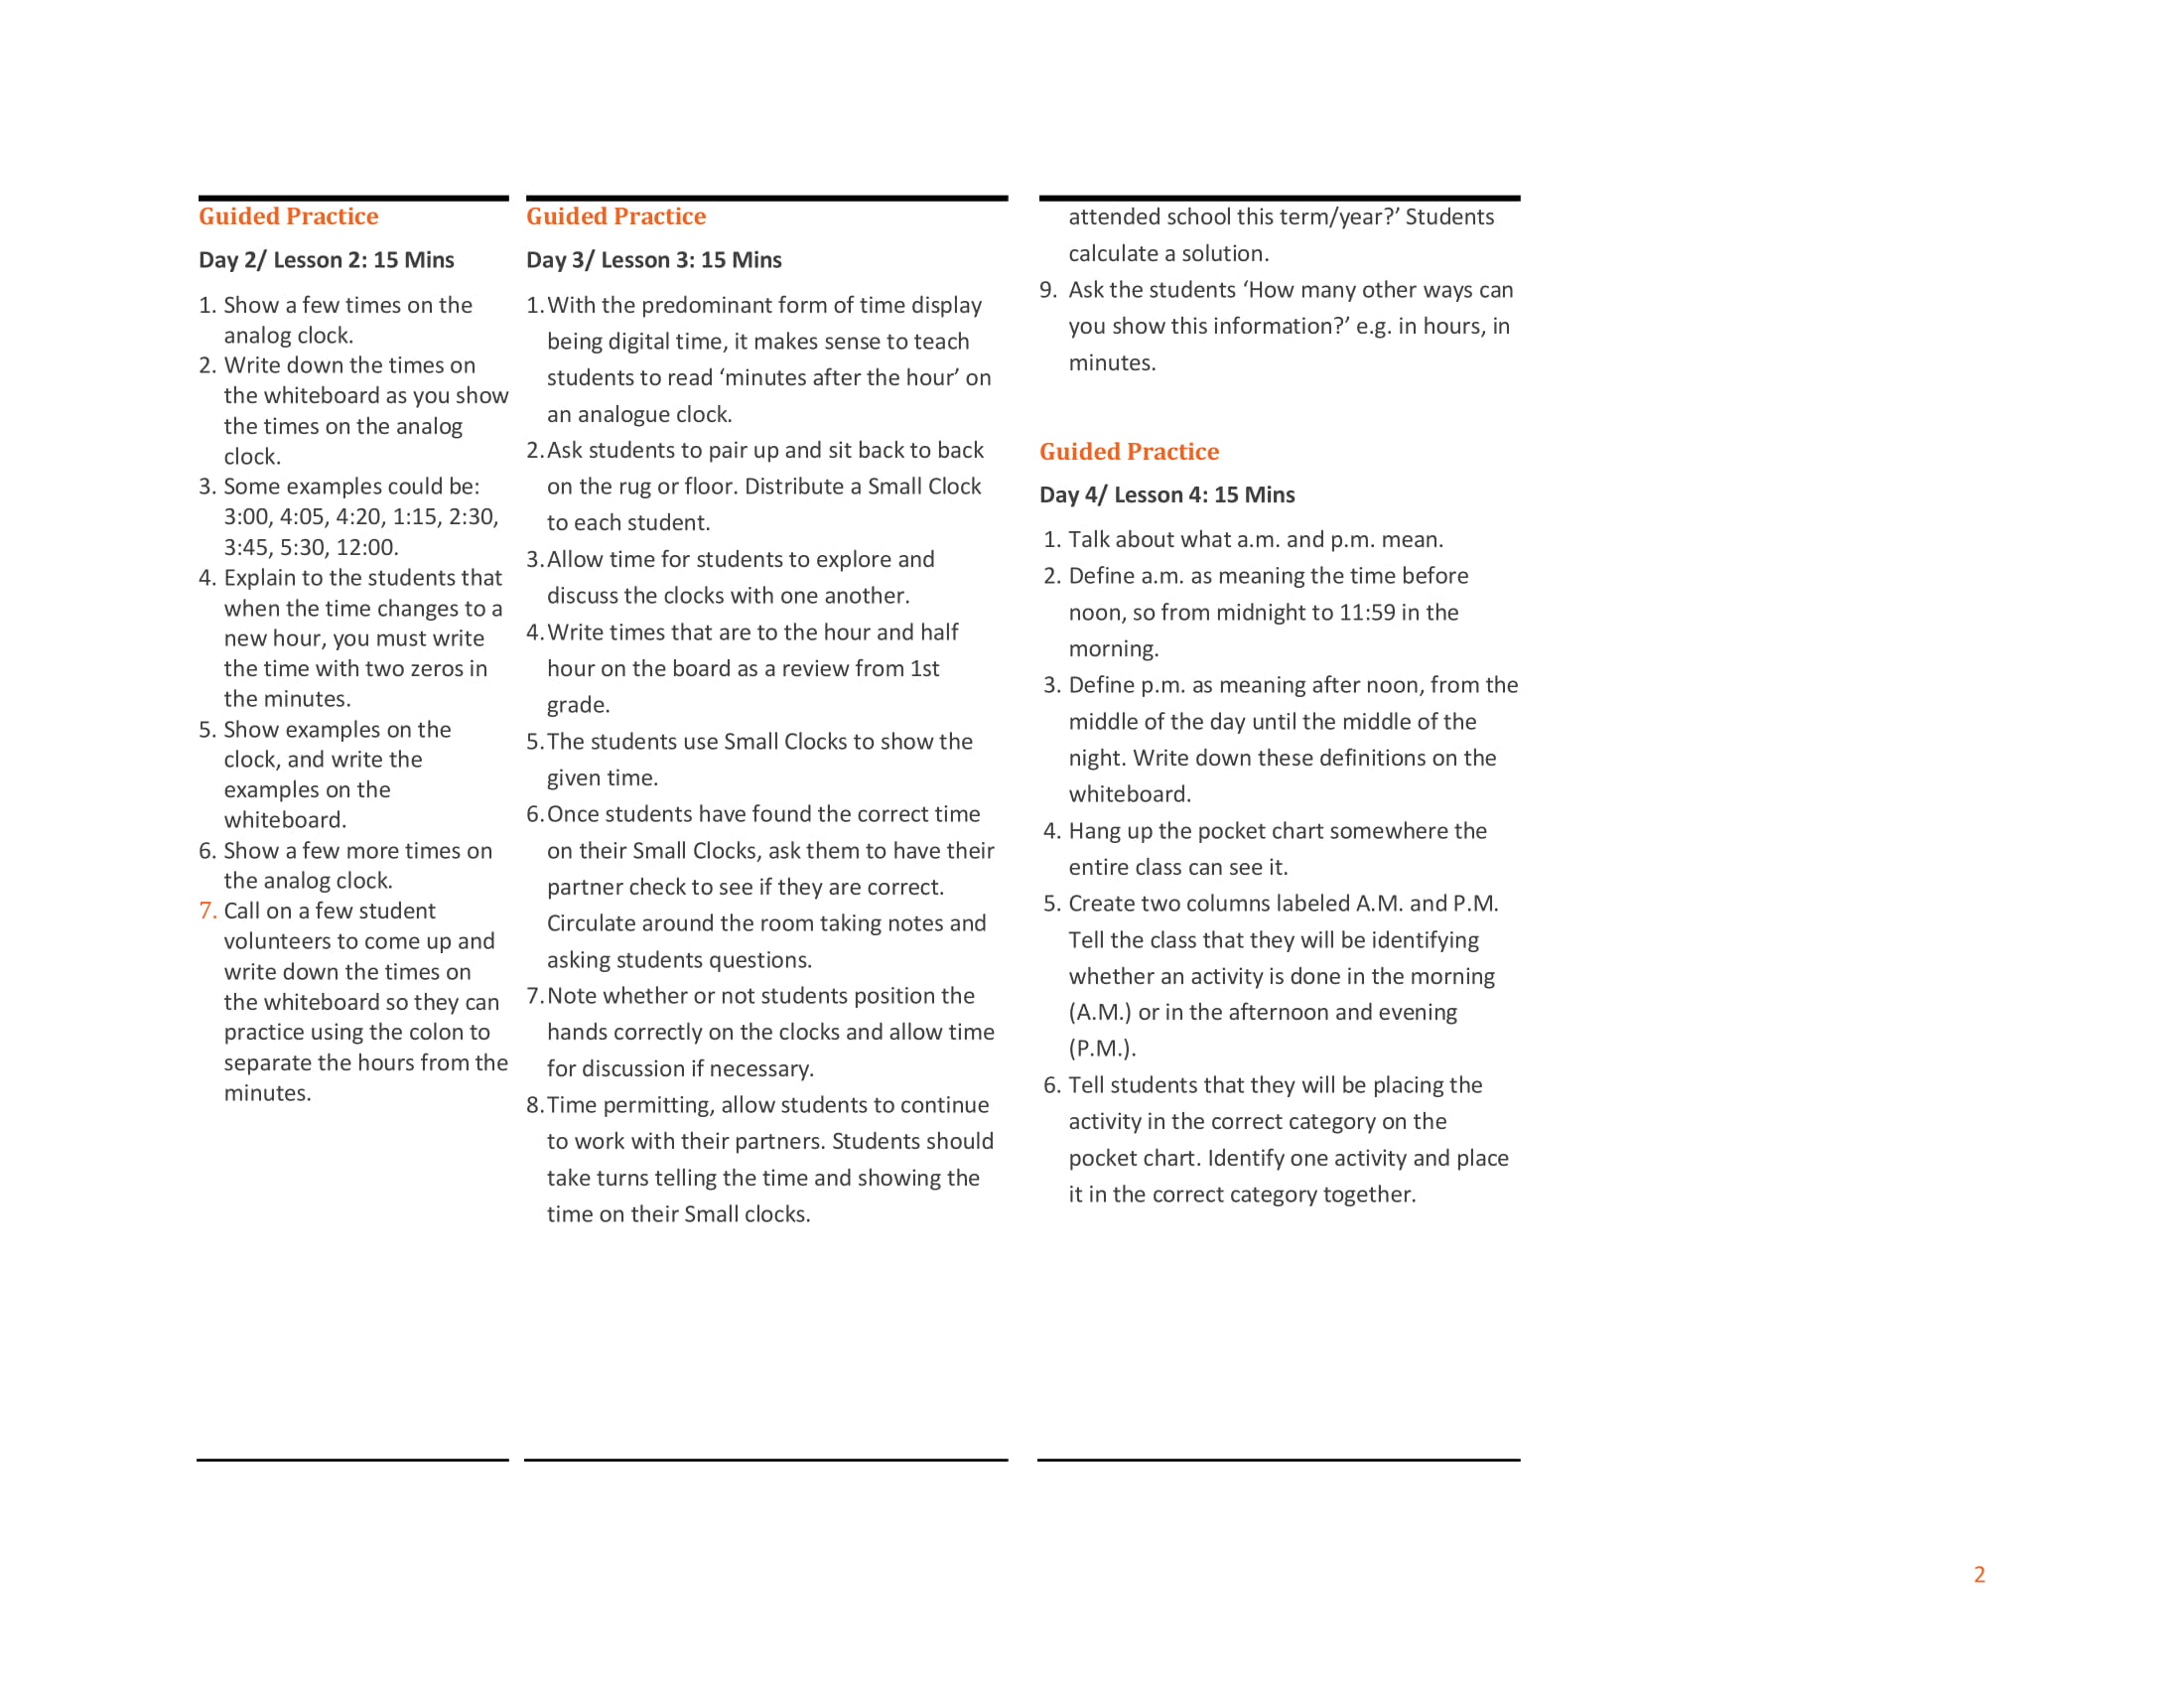 Guided Practice
Day 2/ Lesson 2: 15 Mins
1. Show a few times on the
analog clock.
2. Write down the times on
the whiteboard as you show
the times on the analog
clock.
3. Some examples could be:
3:00, 4:05, 4:20, 1:15, 2:30,
3:45, 5:30, 12:00.
4. Explain to the students that
when the time changes to a
new hour, you must write
the time with two zeros in
the minutes.
5. Show examples on the
clock, and write the
examples on the
whiteboard.
6. Show a few more times on
the analog clock.
7. Call on a few student
volunteers to come up and
write down the times on
the whiteboard so they can
practice using the colon to
separate the hours from the
minutes.
Guided Practice
Day 3/ Lesson 3: 15 Mins
1.With the predominant form of time display
being digital time, it makes sense to teach
students to read ‘minutes after the hour’ on
an analogue clock.
2.Ask students to pair up and sit back to back
on the rug or floor. Distribute a Small Clock
to each student.
3.Allow time for students to explore and
discuss the clocks with one another.
4.Write times that are to the hour and half
hour on the board as a review from 1st
grade.
5.The students use Small Clocks to show the
given time.
6.Once students have found the correct time
on their Small Clocks, ask them to have their
partner check to see if they are correct.
Circulate around the room taking notes and
asking students questions.
7.Note whether or not students position the
hands correctly on the clocks and allow time
for discussion if necessary.
8.Time permitting, allow students to continue
to work with their partners. Students should
take turns telling the time and showing the
time on their Small clocks.
attended school this term/year?’ Students
calculate a solution.
9. Ask the students ‘How many other ways can
you show this information?’ e.g. in hours, in
minutes.
Guided Practice
Day 4/ Lesson 4: 15 Mins
1. Talk about what a.m. and p.m. mean.
2. Define a.m. as meaning the time before
noon, so from midnight to 11:59 in the
morning.
3. Define p.m. as meaning after noon, from the
middle of the day until the middle of the
night. Write down these definitions on the
whiteboard.
4. Hang up the pocket chart somewhere the
entire class can see it.
5. Create two columns labeled A.M. and P.M.
Tell the class that they will be identifying
whether an activity is done in the morning
(A.M.) or in the afternoon and evening
(P.M.).
6. Tell students that they will be placing the
activity in the correct category on the
pocket chart. Identify one activity and place
it in the correct category together.
2